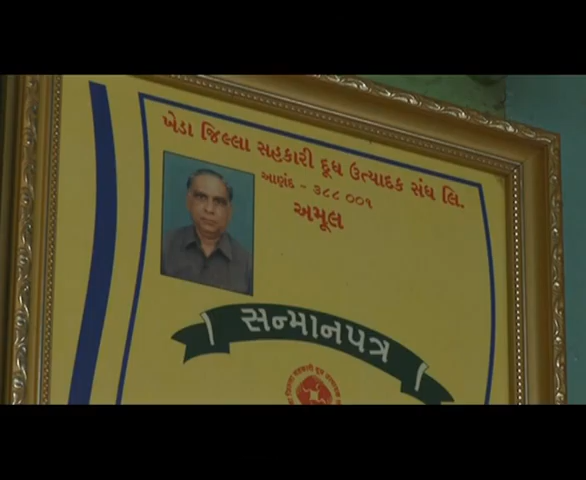 ખેડા જિલ્લા સહકારી દૂધ ઉત્પાદક સંઘ લિ.
આણંદ - ૩૮૮ ૦૦૧
અમૂલ
સન્માનપત્ર